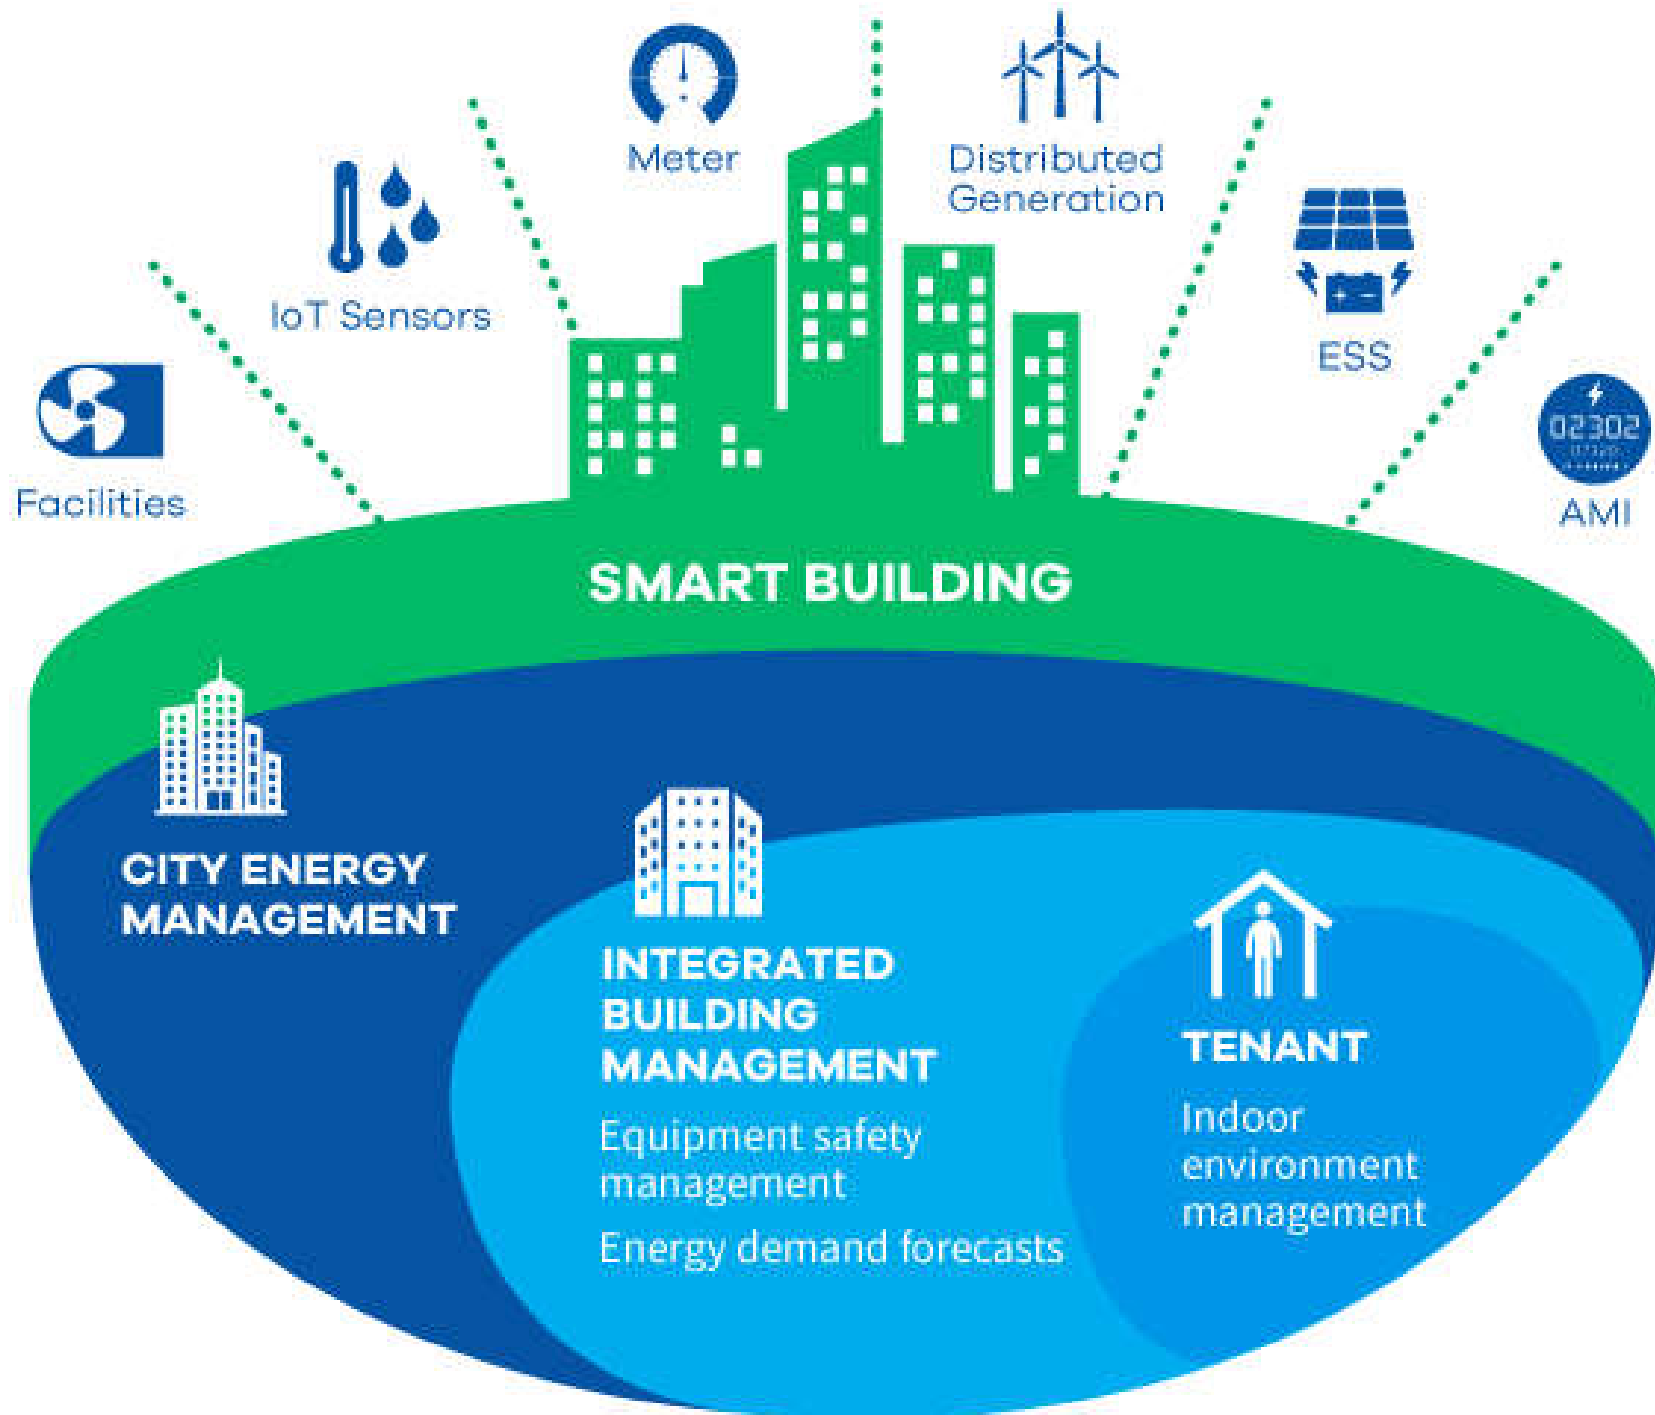 Meter
Distributed
Generation
IoT Sensors
ESS
Facilities
02302
AMI
SMART BUILDING
CITY ENERGY
MANAGEMENT
INTEGRATED
BUILDING
MANAGEMENT
Equipment safety
management
Energy demand forecasts
TENANT
Indoor
environment
management